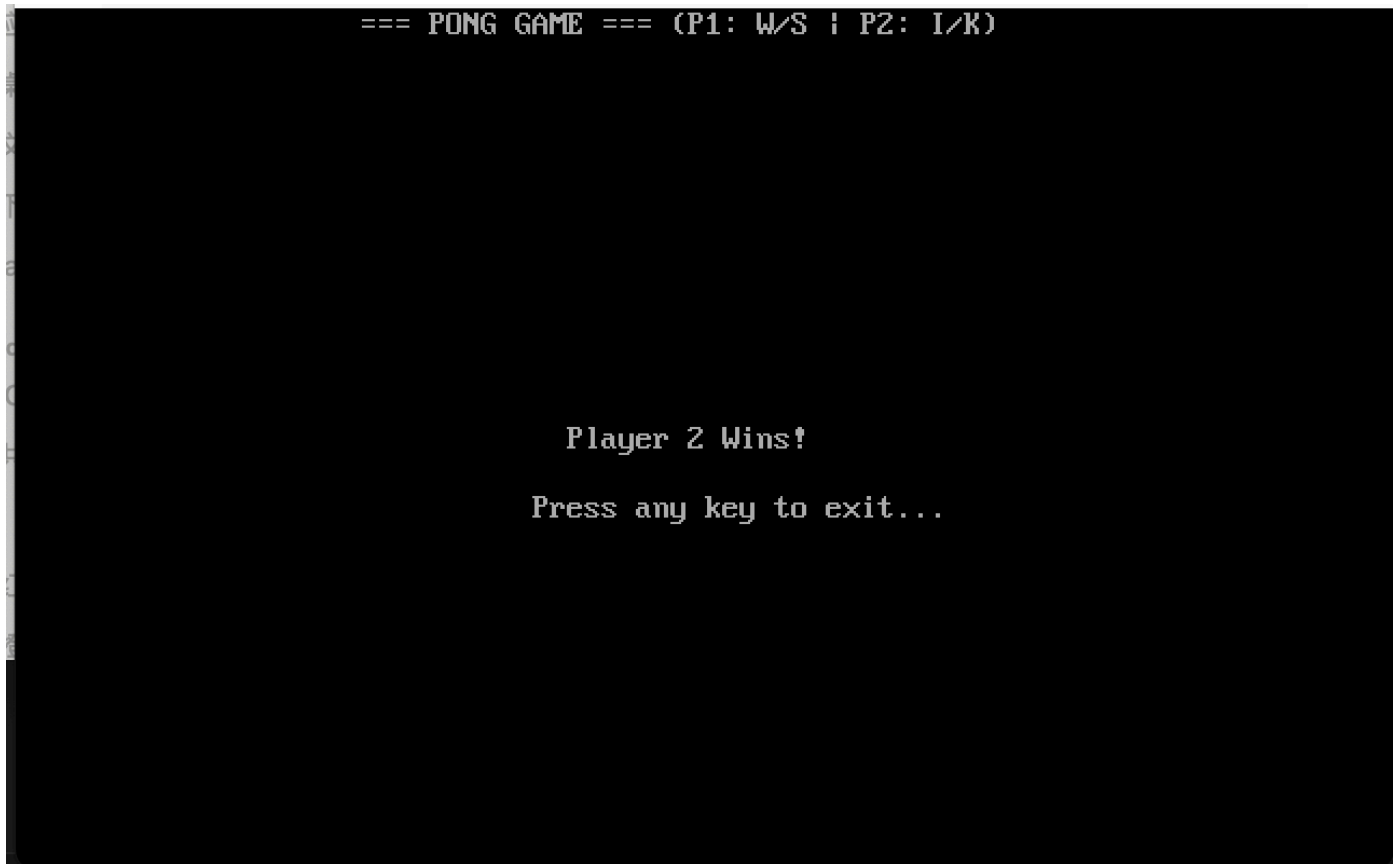 === PONG GAME === (P1: W/S ¦ P2: I/K)
Player 2 Wins!
Press any key to exit...